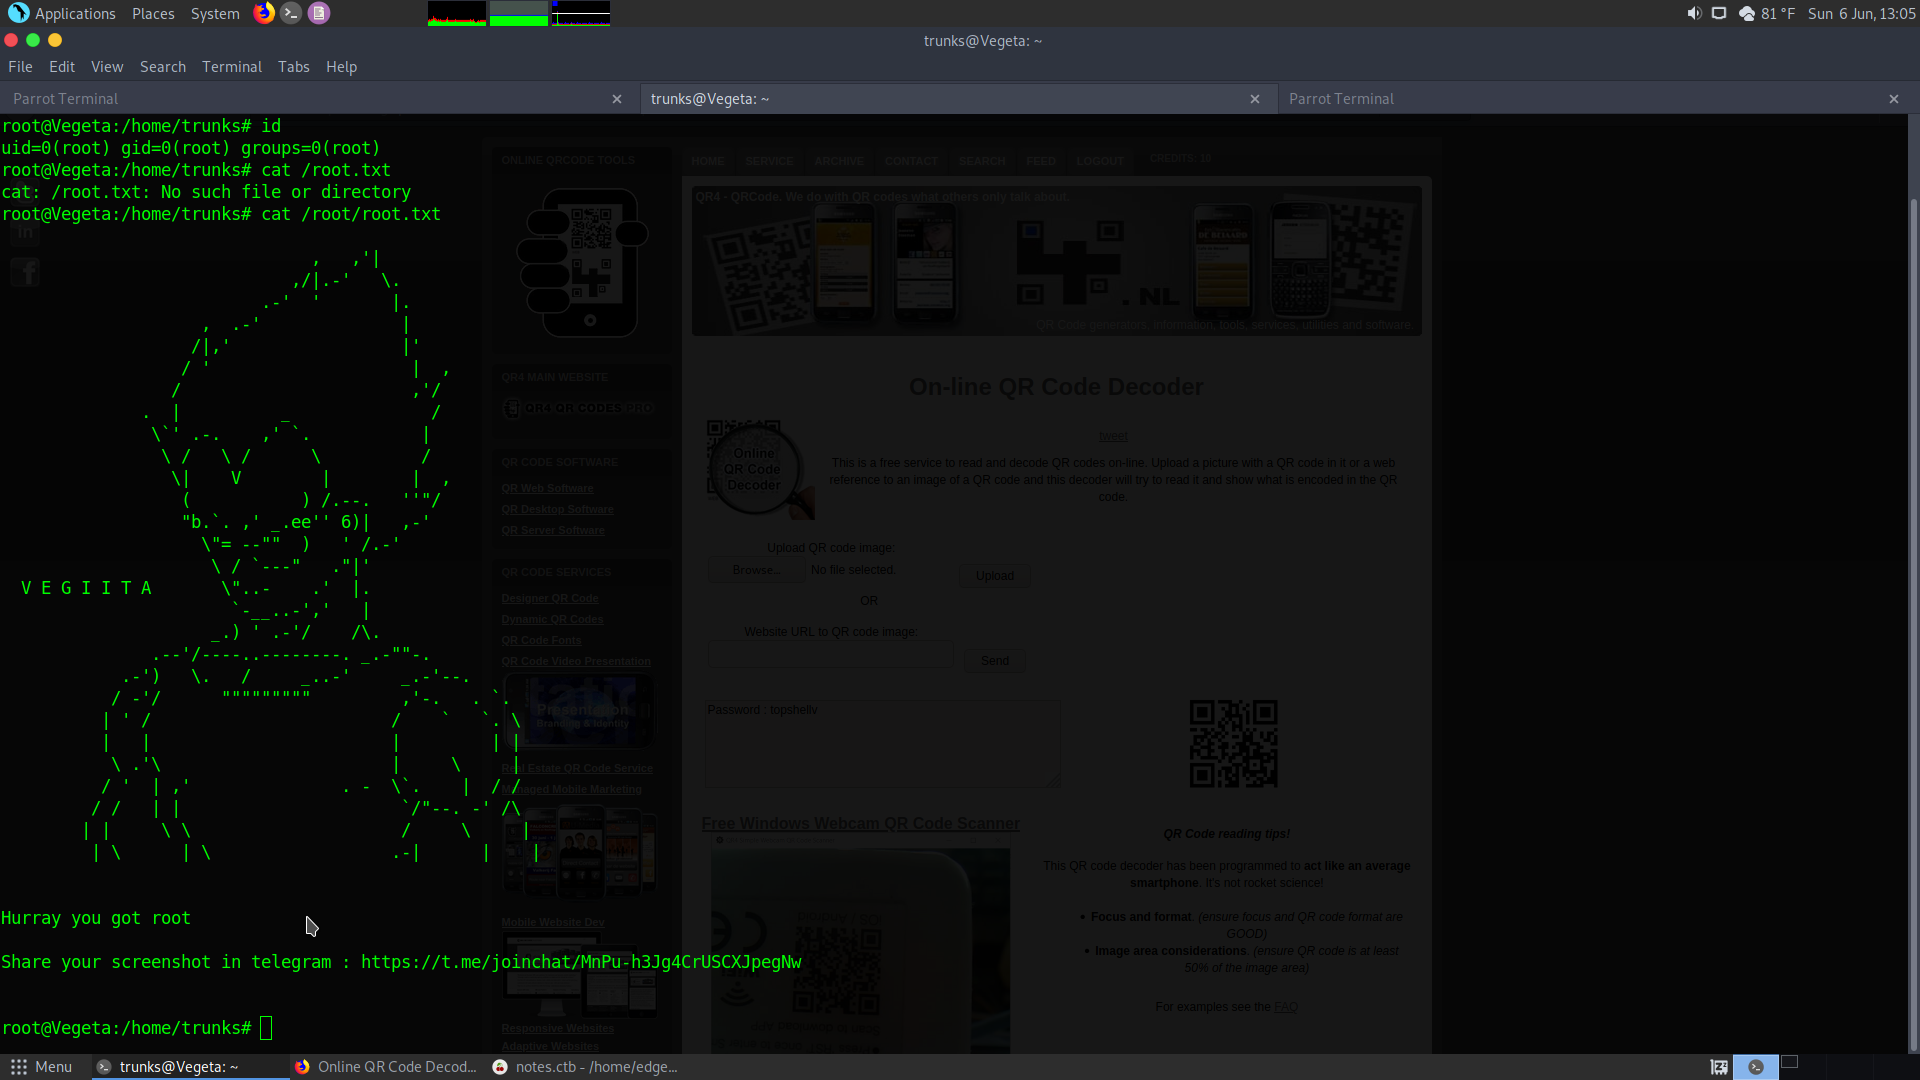 Applications Places System
81 °F Sun 6 Jun, 13:05
trunks@Vegeta: ~
File Edit View Search Terminal Tabs Help
Parrot Terminal
trunks@Vegeta: ~
Parrot Terminal
root@Vegeta:/home/trunks# id
uid=0(root) gid=0(root) groups=0(root)
root@Vegeta:/home/trunks# cat /root.txt
cat: /root.txt: No such file or directory
root@Vegeta:/home/trunks# cat /root/root.txt
V E G I I T A
Hurray you got root
Share your screenshot in telegram : https://t.me/joinchat/MnPu-h3Jg4CrUSCXJpegNw
root@Vegeta:/home/trunks#
ONLINE QRCODE TOOLS
HOME SERVICE ARCHIVE CONTACT SEARCH FEED LOGOUT CREDITS: 10
QR4 - QRCode. We do with QR codes what others only talk about.
.NL
QR Code generators, information, tools, services, utilities and software
QR4 MAIN WEBSITE
QR4 QR CODES.PRO
QR CODE SOFTWARE
QR Web Software
QR Desktop Software
QR Server Software
QR CODE SERVICES
Designer QR Code
Dynamic QR Codes
QR Code Fonts
QR Code Video Presentation
Presentation
Branding & Identity
Real Estate QR Code Service
Managed Mobile Marketing
Mobile Website Dev
Responsive Websites
Adaptive Websites
On-line QR Code Decoder
Online
QR Code
Decoder
tweet
This is a free service to read and decode QR codes on-line. Upload a picture with a QR code in it or a web
reference to an image of a QR code and this decoder will try to read it and show what is encoded in the QR
code.
Upload QR code image:
Browse... No file selected. Upload
OR
Website URL to QR code image:
Send
Password : topshellv
Free Windows Webcam QR Code Scanner
QR Code reading tips!
This QR code decoder has been programmed to act like an average
smartphone. It's not rocket science!
• Focus and format. (ensure focus and QR code format are
GOOD)
• Image area considerations. (ensure QR code is at least
50% of the image area)
For examples see the FAQ
Menu trunks@Vegeta: ~ Online QR Code Decod... notes.ctb - /home/edge...